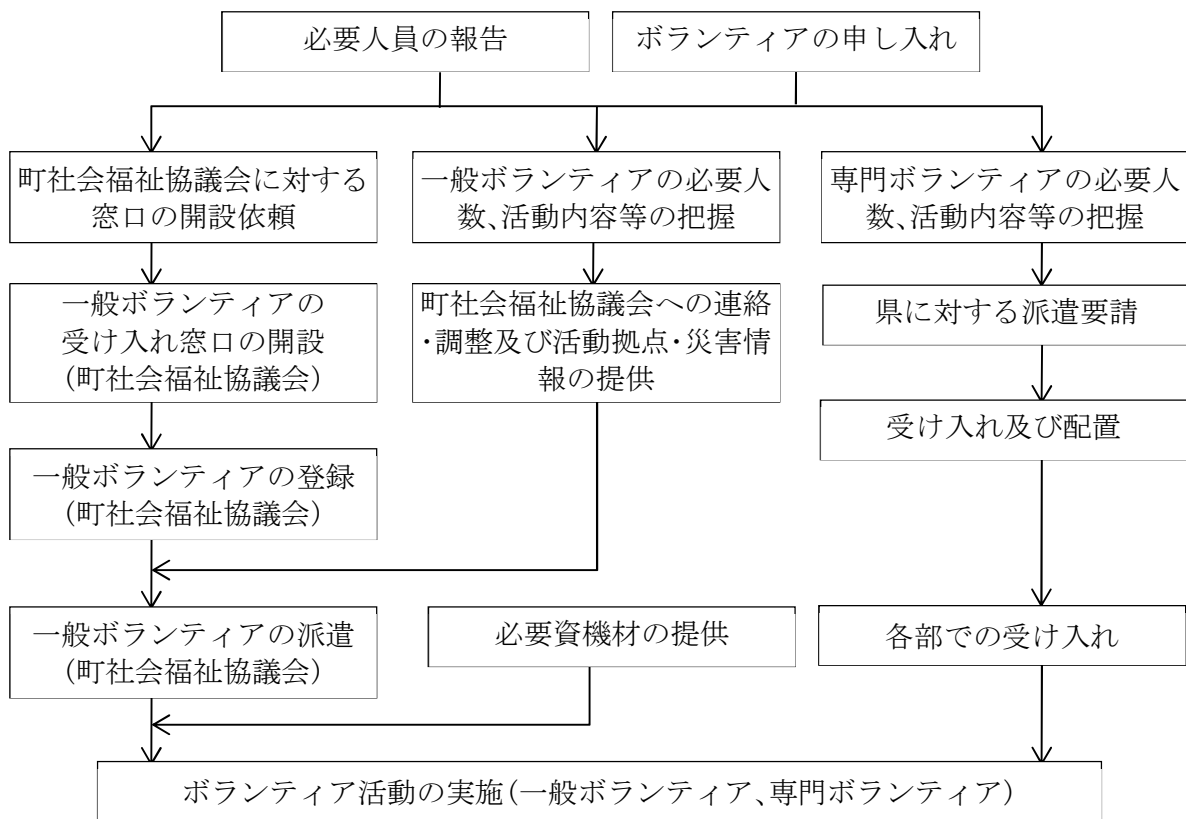 必要人員の報告
ボランティアの申し入れ
町社会福祉協議会に対する
窓口の開設依頼
一般ボランティアの必要人
数、活動内容等の把握
専門ボランティアの必要人
数、活動内容等の把握
一般ボランティアの
受け入れ窓口の開設
(町社会福祉協議会)
町社会福祉協議会への連絡
・調整及び活動拠点・災害情
報の提供
県に対する派遣要請
受け入れ及び配置
一般ボランティアの登録
(町社会福祉協議会)
一般ボランティアの派遣
(町社会福祉協議会)
必要資機材の提供
各部での受け入れ
ボランティア活動の実施(一般ボランティア、専門ボランティア)